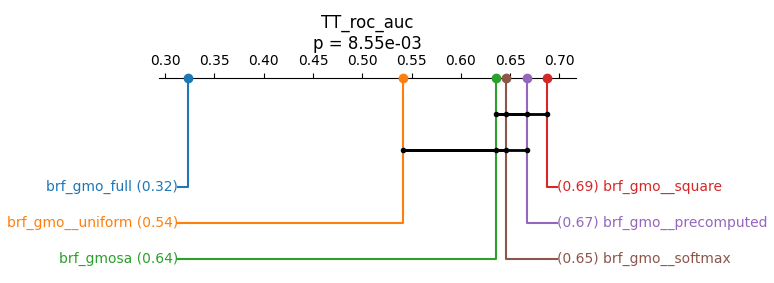 TT_roc_auc
p = 8.55e-03
0.30 0.35 0.40 0.45 0.50 0.55 0.60 0.65 0.70
brf_gmo_full (0.32) (0.69) brf_gmo__square
brf_gmo__uniform (0.54) (0.67) brf_gmo__precomputed
brf_gmosa (0.64) (0.65) brf_gmo__softmax